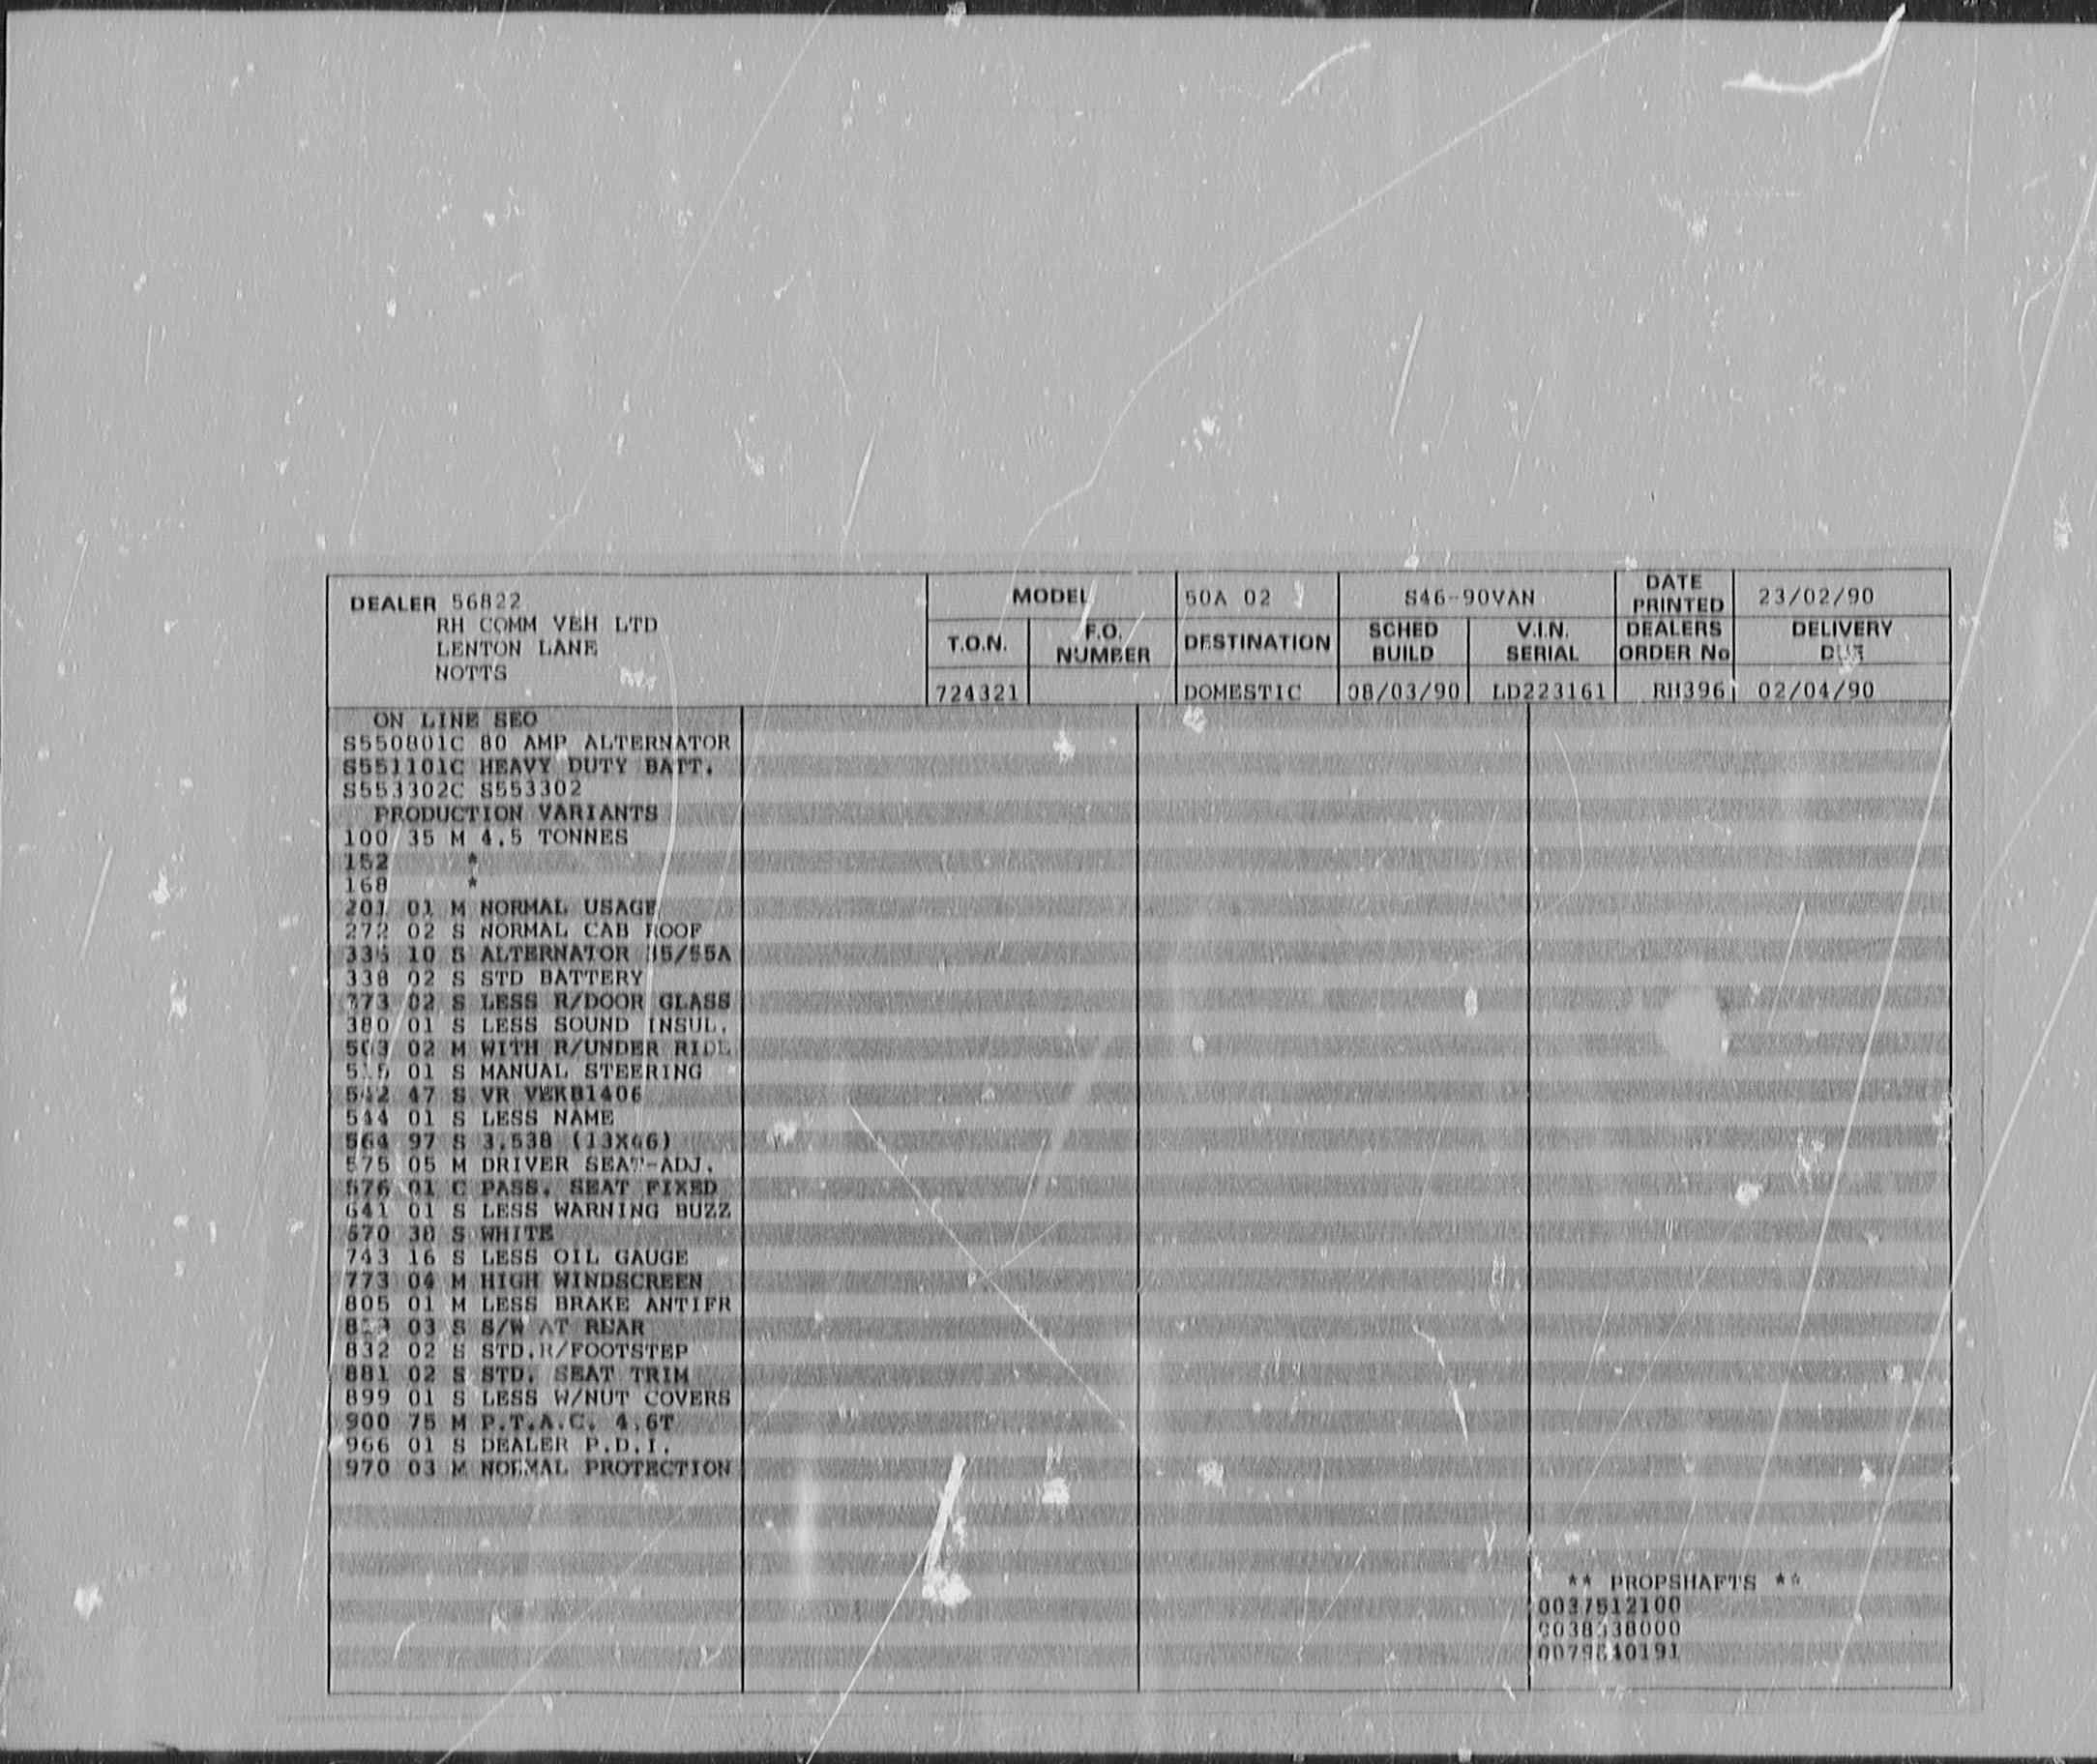 DEALER 56822
RH COMM VEH LTD
LENTON LANE
NOTTS
MODEL 50A 02 S46-90VAN DATE PRINTED 23/02/90
T.O.N. F.O. NUMBER DESTINATION SCHED BUILD V.I.N. SERIAL DEALERS ORDER No DELIVERY DUE
724321 DOMESTIC 08/03/90 LD223161 RH396 02/04/90
ON LINE SEO
S550801C 80 AMP ALTERNATOR
S551101C HEAVY DUTY BATT.
S553302C S553302
PRODUCTION VARIANTS
100 35 M 4.5 TONNES
152 *
168 *
201 01 M NORMAL USAGE
272 02 S NORMAL CAB ROOF
10 S ALTERNATOR
338 02 S STD BATTERY
02 S LESS R/DOOR GLASS
380 01 S LESS SOUND INSUL.
503 02 M WITH R/UNDER RIDE
01 S MANUAL STEERING
542 47 S VR
544 01 S LESS NAME
564 97 S 3.538 (13X46)
575 05 M DRIVER SEAT-ADJ.
576 01 C PASS. SEAT FIXED
641 01 S LESS WARNING BUZZ
S WHITE
743 16 S LESS OIL GAUGE
773 04 M HIGH WINDSCREEN
805 01 M LESS BRAKE ANTIFR
03 S S/W AT REAR
832 02 S STD.R/FOOTSTEP
881 02 S STD. SEAT TRIM
899 01 S LESS W/NUT COVERS
900 75 M P.T.A.C. 4.6T
966 01 S DEALER P.D.I.
970 03 M NORMAL PROTECTION
** PROPSHAFTS **
0037512100